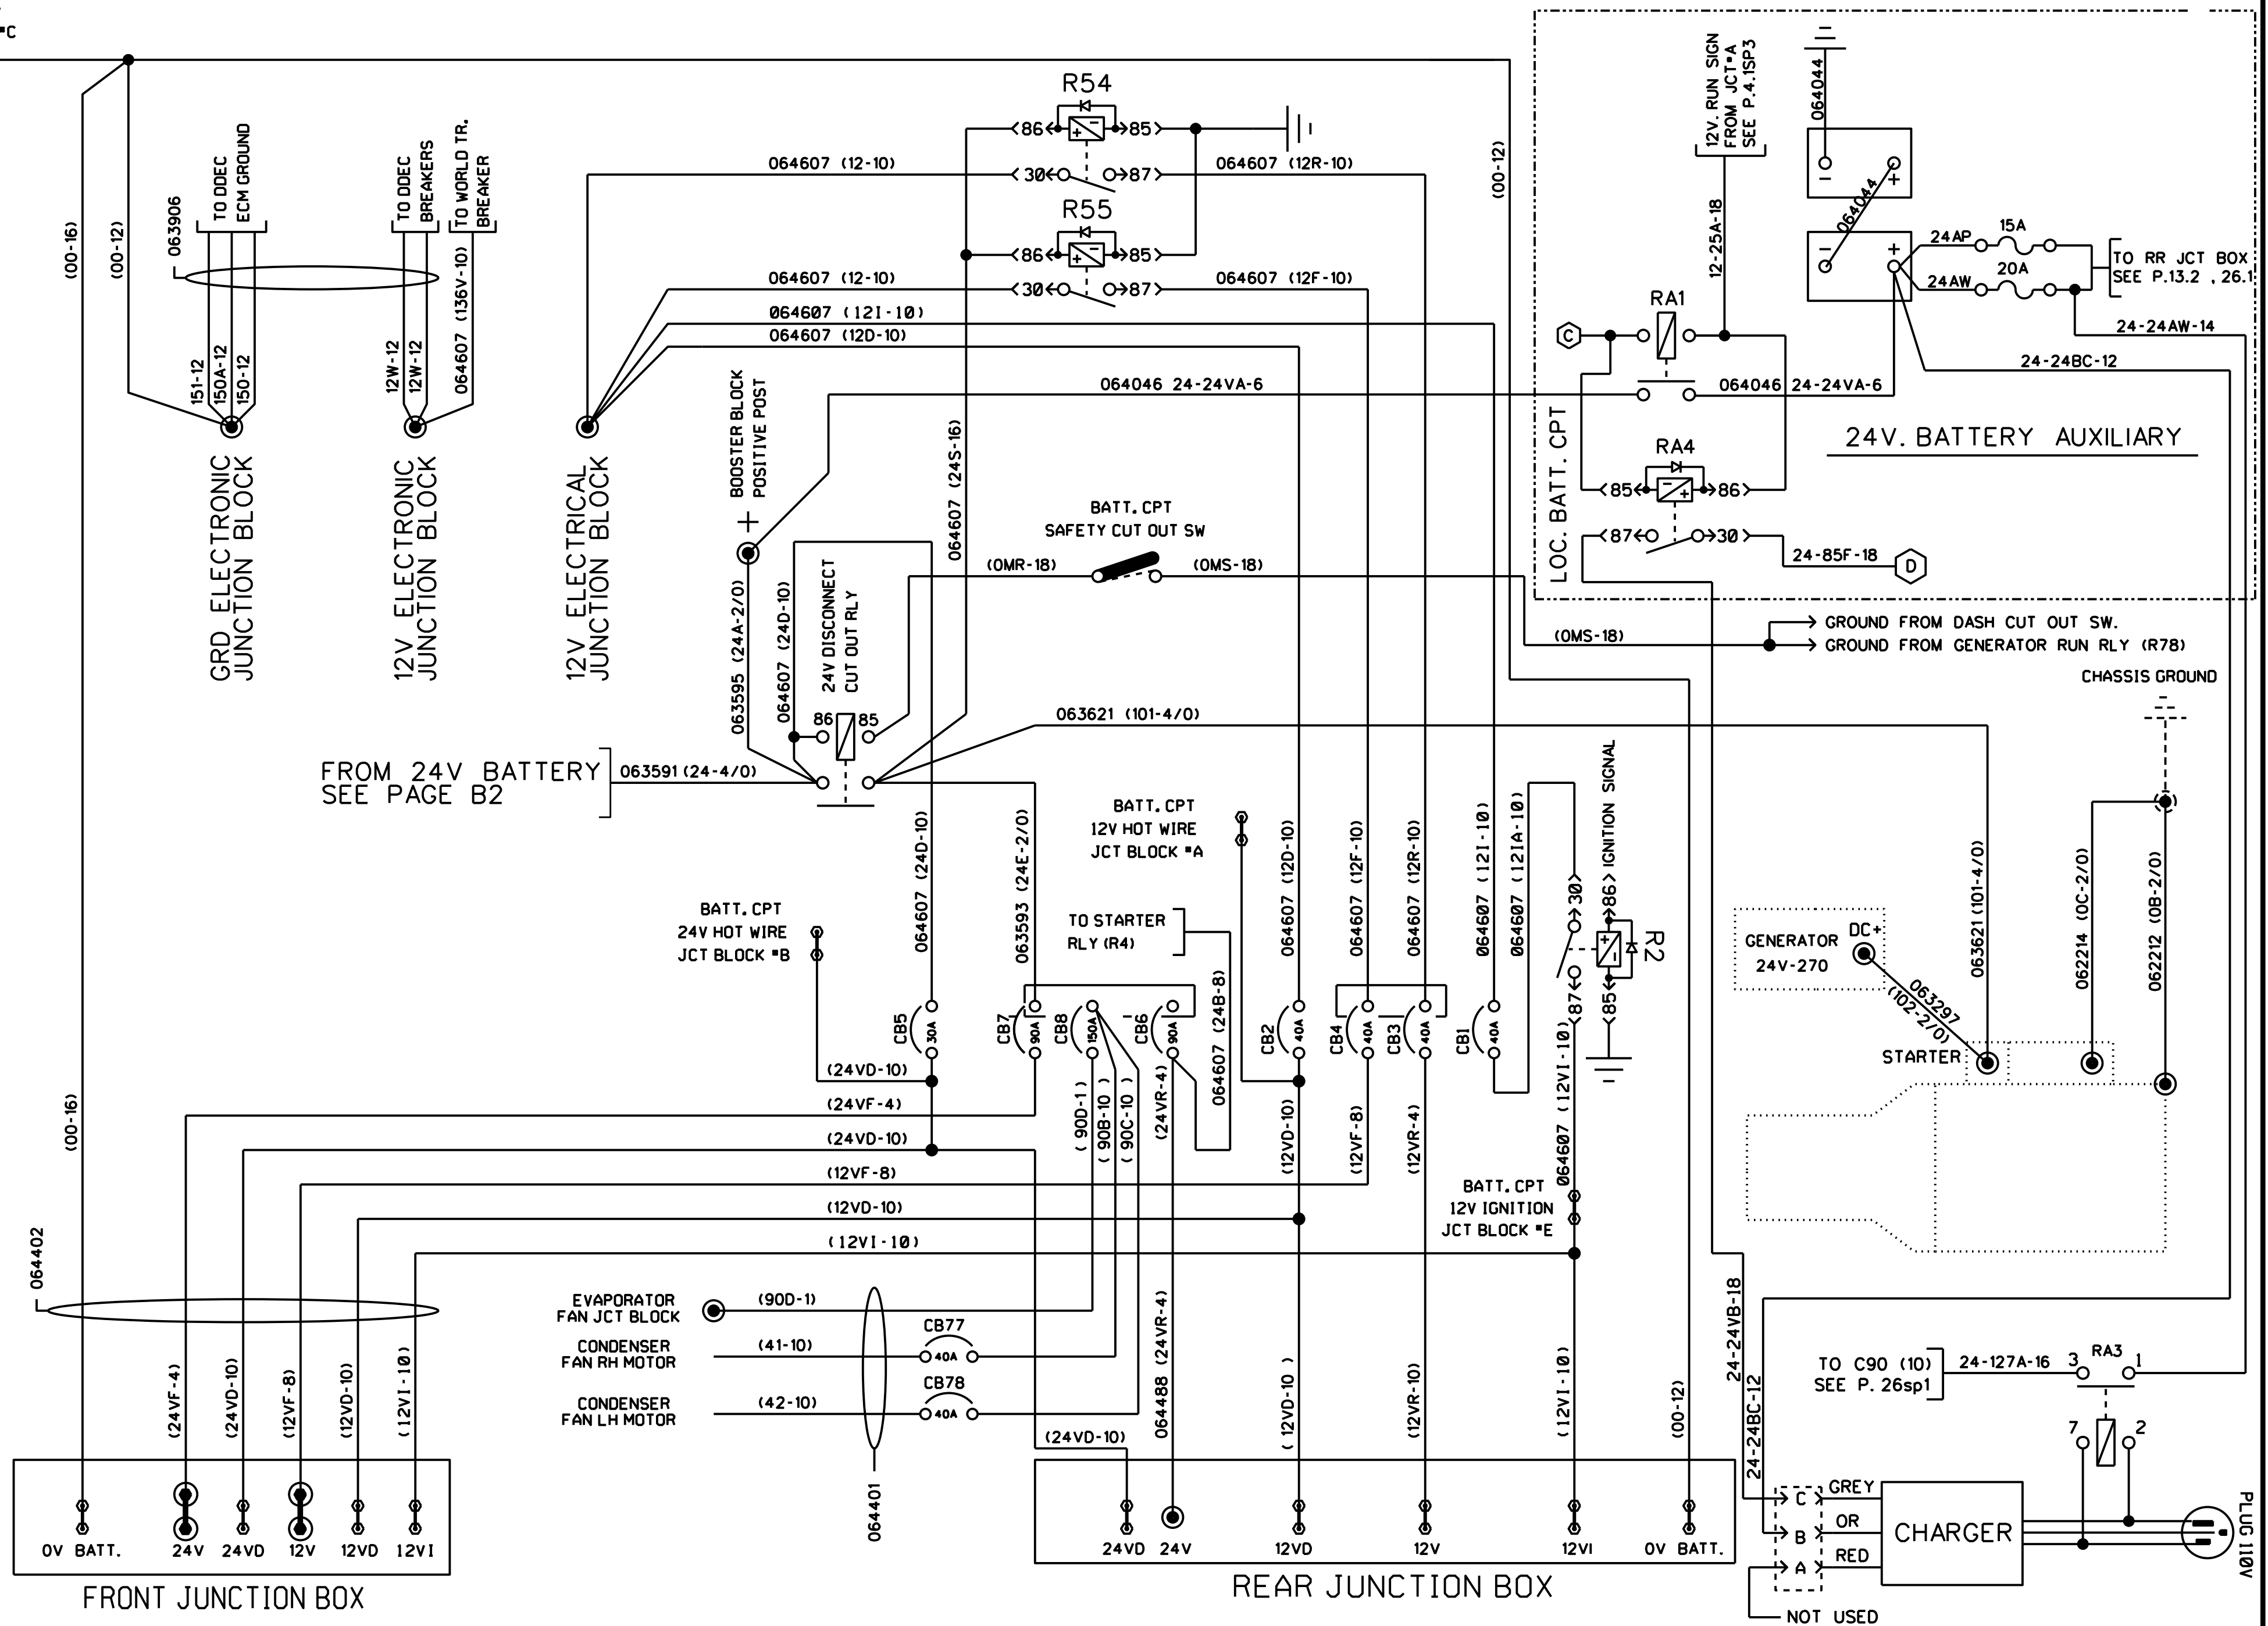 "C
R54
86
85
064607 (12-10)
30
87
064607 (12R-10)
R55
86
85
064607 (12-10)
30
87
064607 (12F-10)
064607 (12I-10)
064607 (12D-10)
(00-16)
(00-12)
063906
TO DDEC
ECM GROUND
TO DDEC
BREAKERS
TO WORLD TR.
BREAKER
151-12
150A-12
150-12
12W-12
12W-12
064607 (136V-10)
GRD ELECTRONIC
JUNCTION BLOCK
12V ELECTRONIC
JUNCTION BLOCK
12V ELECTRICAL
JUNCTION BLOCK
BOOSTER BLOCK
POSITIVE POST
+
064046 24-24VA-6
064607 (24S-16)
(00-12)
12V. RUN SIGN
FROM JCT"A
SEE P.4.1SP3
12-25A-18
064044
-
+
064044
-
+
24AP
15A
24AW
20A
TO RR JCT BOX
SEE P.13.2 , 26.1
24-24AW-14
24-24BC-12
RA1
C
064046 24-24VA-6
24V. BATTERY AUXILIARY
LOC. BATT. CPT
RA4
85
86
87
30
24-85F-18
D
BATT. CPT
SAFETY CUT OUT SW
(0MR-18)
(0MS-18)
(0MS-18)
GROUND FROM DASH CUT OUT SW.
GROUND FROM GENERATOR RUN RLY (R78)
CHASSIS GROUND
063595 (24A-2/0)
064607 (24D-10)
24V DISCONNECT
CUT OUT RLY
86
85
063621 (101-4/0)
FROM 24V BATTERY
SEE PAGE B2
063591 (24-4/0)
BATT. CPT
12V HOT WIRE
JCT BLOCK "A
BATT. CPT
24V HOT WIRE
JCT BLOCK "B
TO STARTER
RLY (R4)
064607 (24D-10)
063593 (24E-2/0)
064607 (24B-8)
064607 (12D-10)
064607 (12F-10)
064607 (12R-10)
064607 (12I-10)
064607 (12IA-10)
30
86
IGNITION SIGNAL
R2
87
85
GENERATOR
24V-270
DC+
063297
(102-2/0)
063621 (101-4/0)
062214 (0C-2/0)
062212 (0B-2/0)
STARTER
CB5
30A
CB7
90A
CB8
150A
CB6
90A
CB2
40A
CB4
40A
CB3
40A
CB1
40A
(24VD-10)
(24VF-4)
(24VD-10)
(12VF-8)
(12VD-10)
(12VI-10)
(90D-1)
(90B-10)
(90C-10)
(24VR-4)
(12VD-10)
(12VF-8)
(12VR-4)
064607 (12VI-10)
BATT. CPT
12V IGNITION
JCT BLOCK "E
(00-16)
064402
EVAPORATOR
FAN JCT BLOCK
(90D-1)
CONDENSER
FAN RH MOTOR
(41-10)
CB77
40A
CONDENSER
FAN LH MOTOR
(42-10)
CB78
40A
064401
(24VF-4)
(24VD-10)
(12VF-8)
(12VD-10)
(12VI-10)
(24VD-10)
064488 (24VR-4)
(12VD-10)
(12VR-10)
(12VI-10)
(00-12)
24-24VB-18
24-24BC-12
TO C90 (10)
SEE P. 26sp1
24-127A-16
3
RA3
1
7
2
0V BATT.
24V
24VD
12V
12VD
12VI
FRONT JUNCTION BOX
24VD
24V
12VD
12V
12VI
0V BATT.
REAR JUNCTION BOX
C
GREY
B
OR
A
RED
CHARGER
PLUG 110V
NOT USED